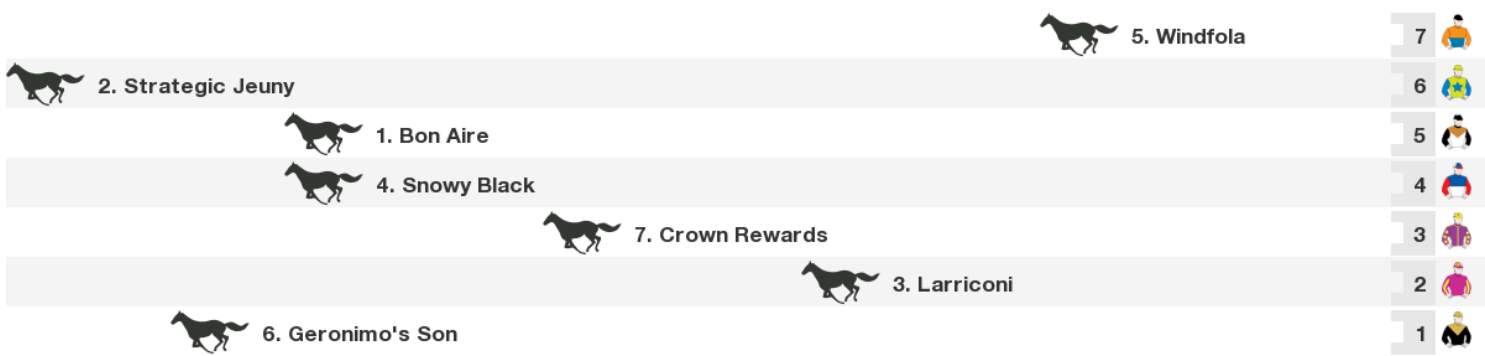 5. Windfola 7
2. Strategic Jeuny 6
1. Bon Aire 5
4. Snowy Black 4
7. Crown Rewards 3
3. Larriconi 2
6. Geronimo's Son 1